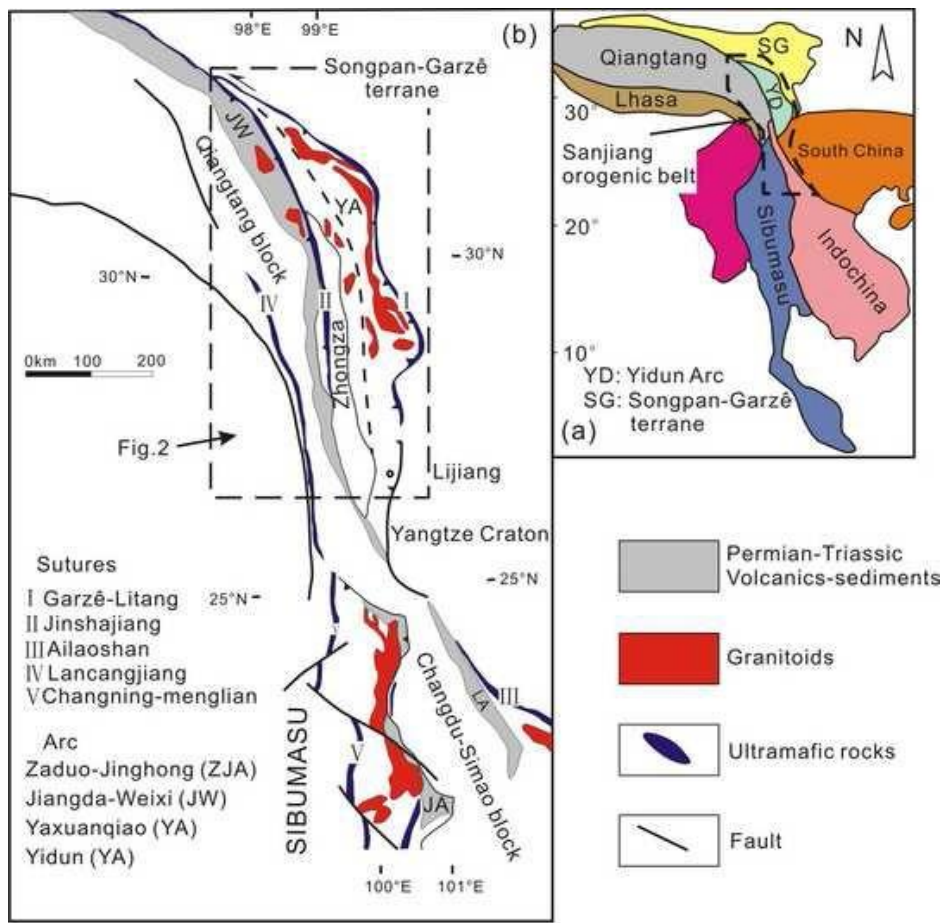 98°E 99°E
(b)
Songpan-Garzê
terrane
JW
Qiangtang block
YA
30°N
30°N
IV
II
I
Zhongza
0km 100 200
Fig.2
Lijiang
Yangtze Craton
25°N
25°N
Sutures
I Garzê-Litang
II Jinshajiang
III Ailaoshan
IV Lancangjiang
V Changning-menglian
Arc
Zaduo-Jinghong (ZJA)
Jiangda-Weixi (JW)
Yaxuanqiao (YA)
Yidun (YA)
SIBUMASU
V
Changdu-Simao block
LA
III
JA
100°E 101°E
SG
N
Qiangtang
YD
Lhasa
30°
South China
Sanjiang
orogenic belt
20°
Sibumasu
Indochina
10°
YD: Yidun Arc
SG: Songpan-Garzê
terrane
(a)
Permian-Triassic
Volcanics-sediments
Granitoids
Ultramafic rocks
Fault